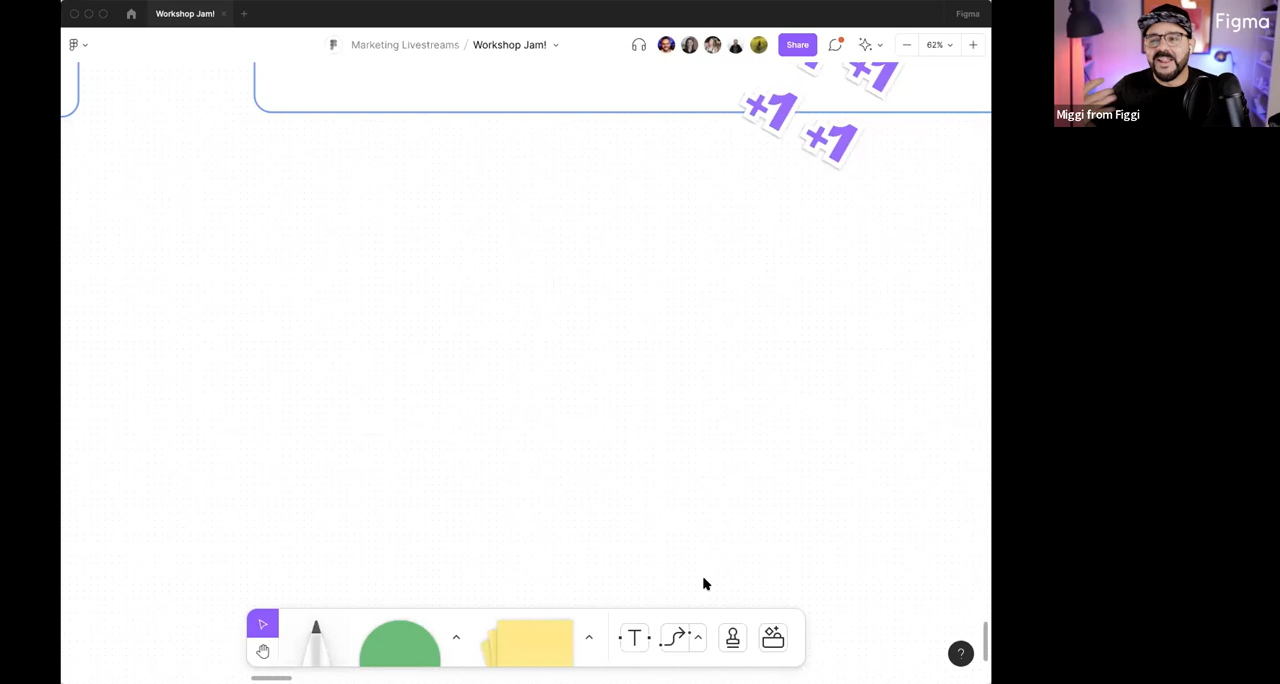 Workshop Jam!
Figma
Marketing Livestreams / Workshop Jam!
Share
62%
+1
+1
+1
T
?
Figma
Miggi from Figgi